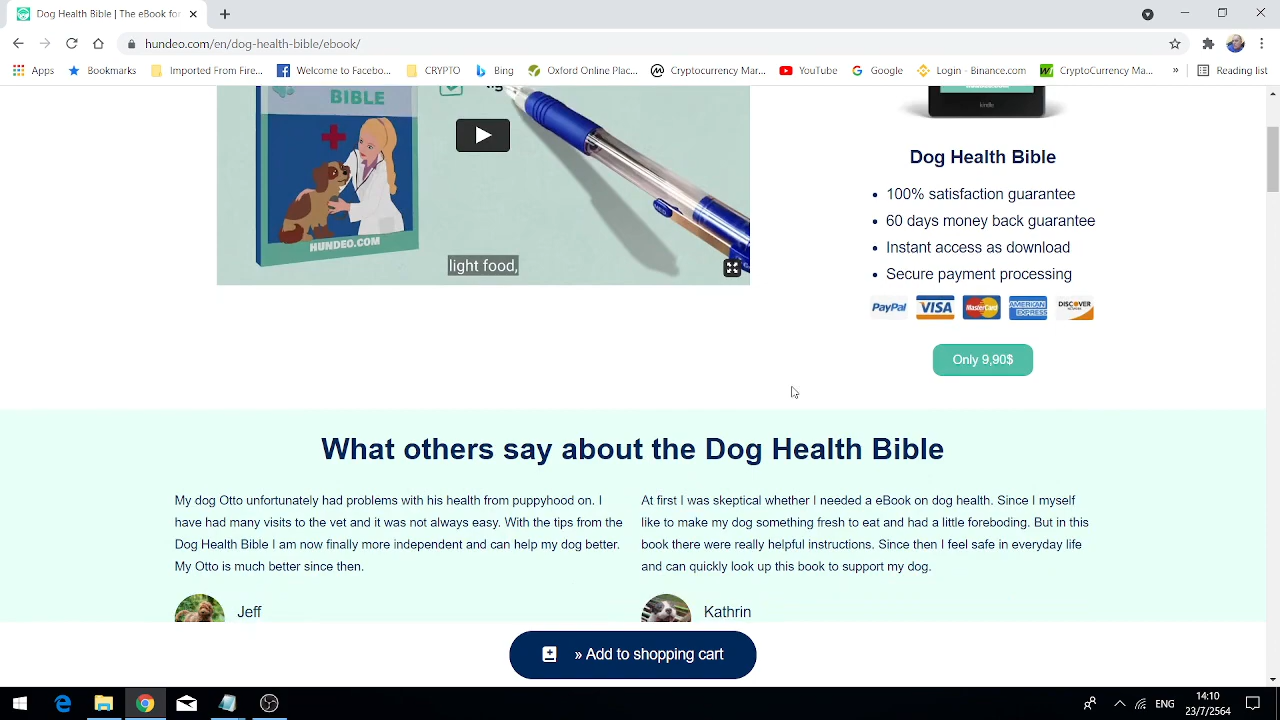 Dog Health Bible | The eBook for
hundeo.com/en/dog-health-bible/ebook/
Apps
Bookmarks
Imported From Fire...
Welcome to Facebo...
CRYPTO
Bing
Oxford Online Plac...
Cryptocurrency Mar...
YouTube
Google
Login - Binance.com
CryptoCurrency Ma...
»
Reading list
BIBLE
HUNDEO.COM
light food,
kindle
Dog Health Bible
• 100% satisfaction guarantee
• 60 days money back guarantee
• Instant access as download
• Secure payment processing
PayPal VISA MasterCard AMERICAN EXPRESS DISCOVER
Only 9,90$
What others say about the Dog Health Bible
My dog Otto unfortunately had problems with his health from puppyhood on. I
have had many visits to the vet and it was not always easy. With the tips from the
Dog Health Bible I am now finally more independent and can help my dog better.
My Otto is much better since then.
Jeff
At first I was skeptical whether I needed a eBook on dog health. Since I myself
like to make my dog something fresh to eat and had a little foreboding. But in this
book there were really helpful instructions. Since then I feel safe in everyday life
and can quickly look up this book to support my dog.
Kathrin
» Add to shopping cart
ENG
14:10
23/7/2564